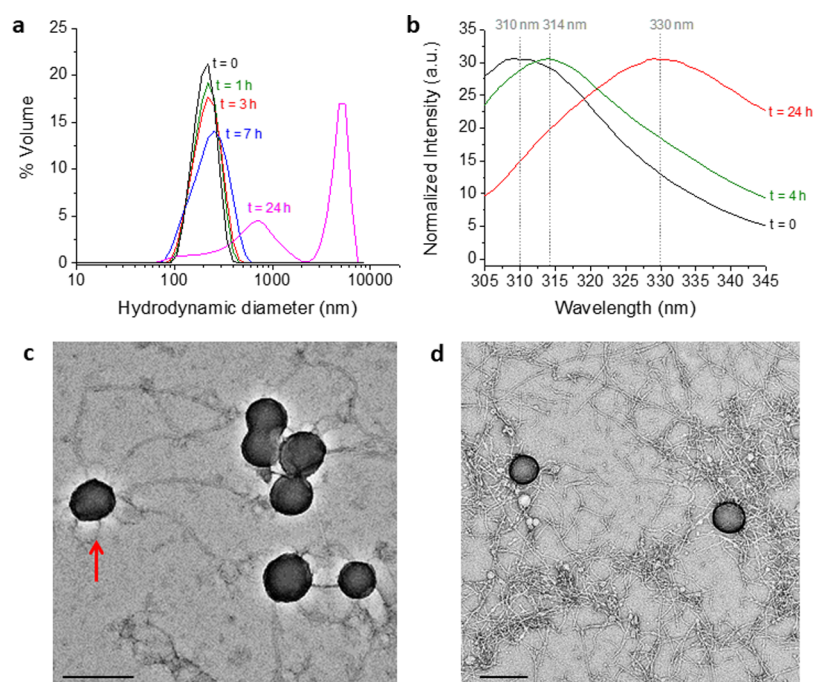 a
25
20
15
10
5
0
% Volume
t = 0
t = 1 h
t = 3 h
t = 7 h
t = 24 h
10
100
1000
10000
Hydrodynamic diameter (nm)
b
310 nm
314 nm
330 nm
35
30
25
20
15
10
5
0
Normalized Intensity (a.u.)
t = 24 h
t = 4 h
t = 0
305
310
315
320
325
330
335
340
345
Wavelength (nm)
c
d